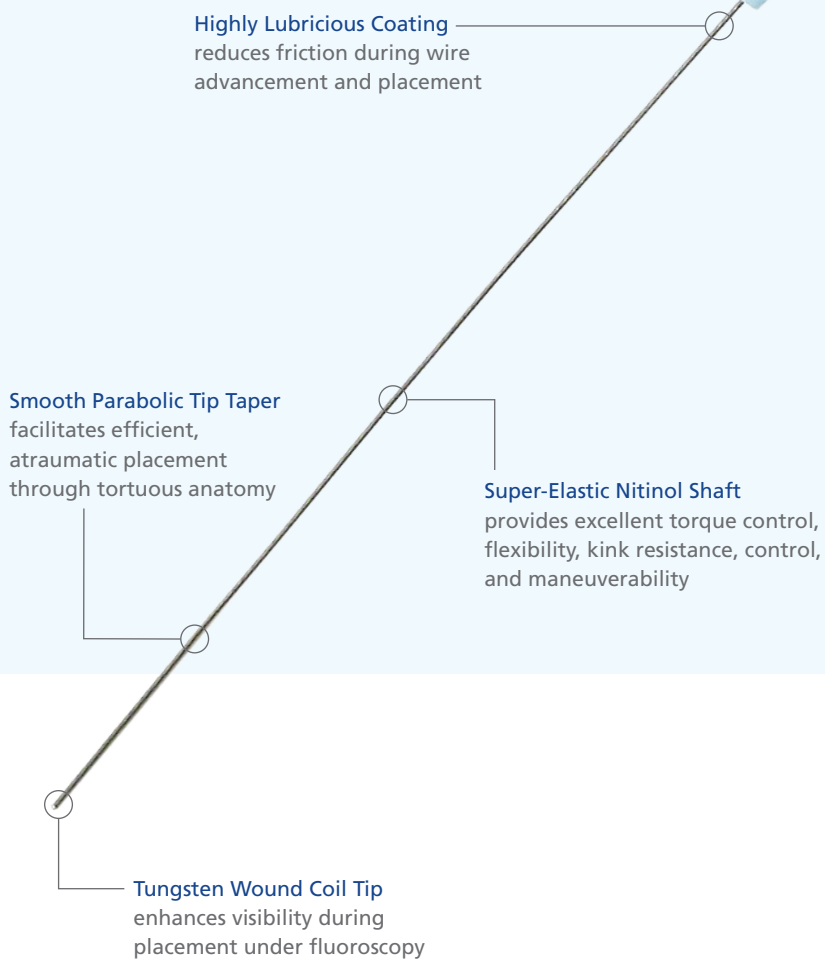 Highly Lubricious Coating
reduces friction during wire
advancement and placement
Smooth Parabolic Tip Taper
facilitates efficient,
atraumatic placement
through tortuous anatomy
Super-Elastic Nitinol Shaft
provides excellent torque control,
flexibility, kink resistance, control,
and maneuverability
Tungsten Wound Coil Tip
enhances visibility during
placement under fluoroscopy